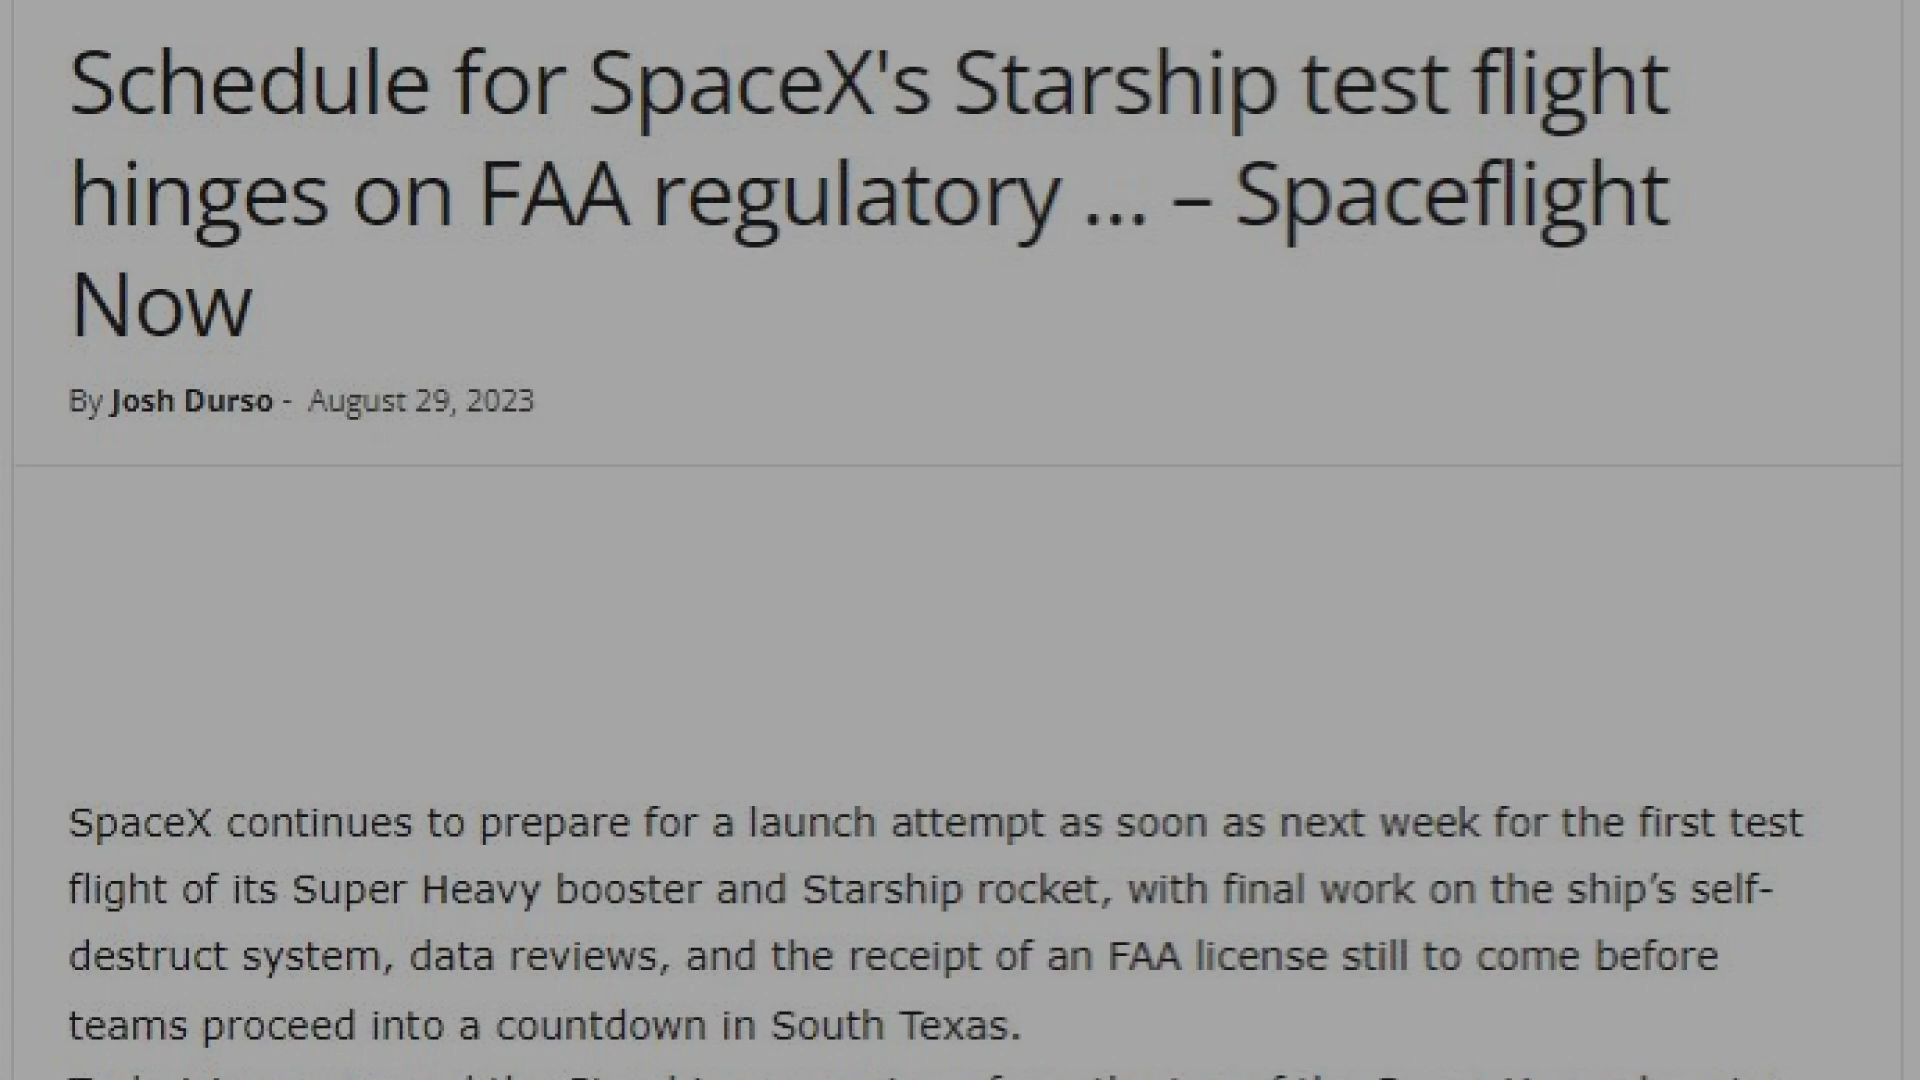 Schedule for SpaceX's Starship test flight
hinges on FAA regulatory ... – Spaceflight
Now
By Josh Durso - August 29, 2023
SpaceX continues to prepare for a launch attempt as soon as next week for the first test
flight of its Super Heavy booster and Starship rocket, with final work on the ship’s self-
destruct system, data reviews, and the receipt of an FAA license still to come before
teams proceed into a countdown in South Texas.